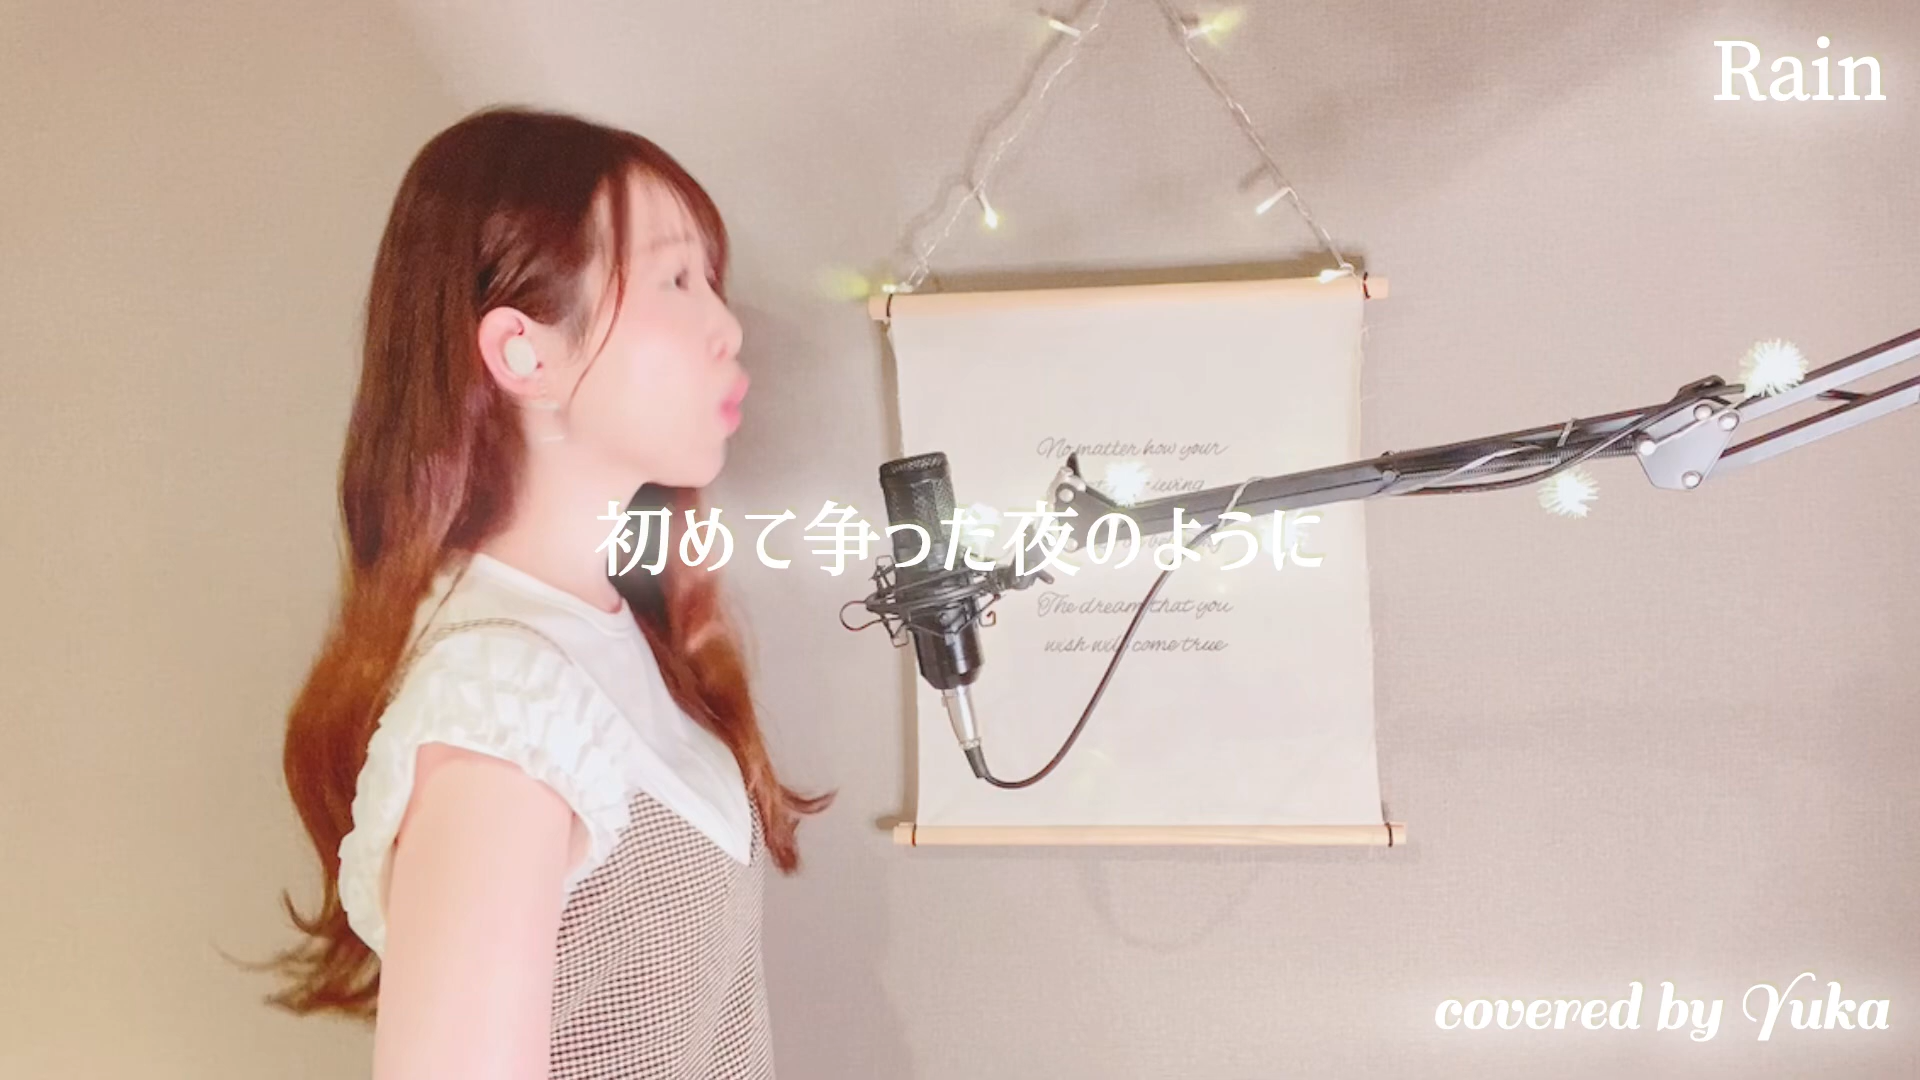 Rain
No matter how your
初めて争った夜のように
The dream that you
wish will come true
covered by Yuka